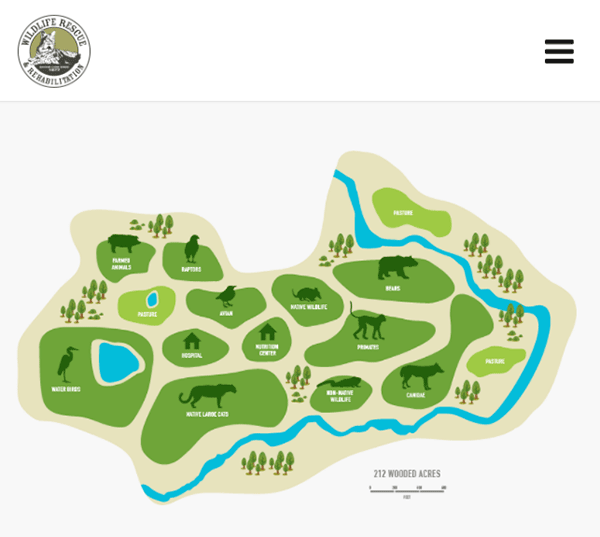 WILDLIFE RESCUE
& REHABILITATION
PASTURE
FARMED
ANIMALS
RAPTORS
BEARS
PASTURE
AVIAN
NATIVE WILDLIFE
HOSPITAL
NUTRITION
CENTER
PRIMATES
PASTURE
WATER BIRDS
NATIVE LARGE CATS
NON-NATIVE
WILDLIFE
CANIDAE
212 WOODED ACRES